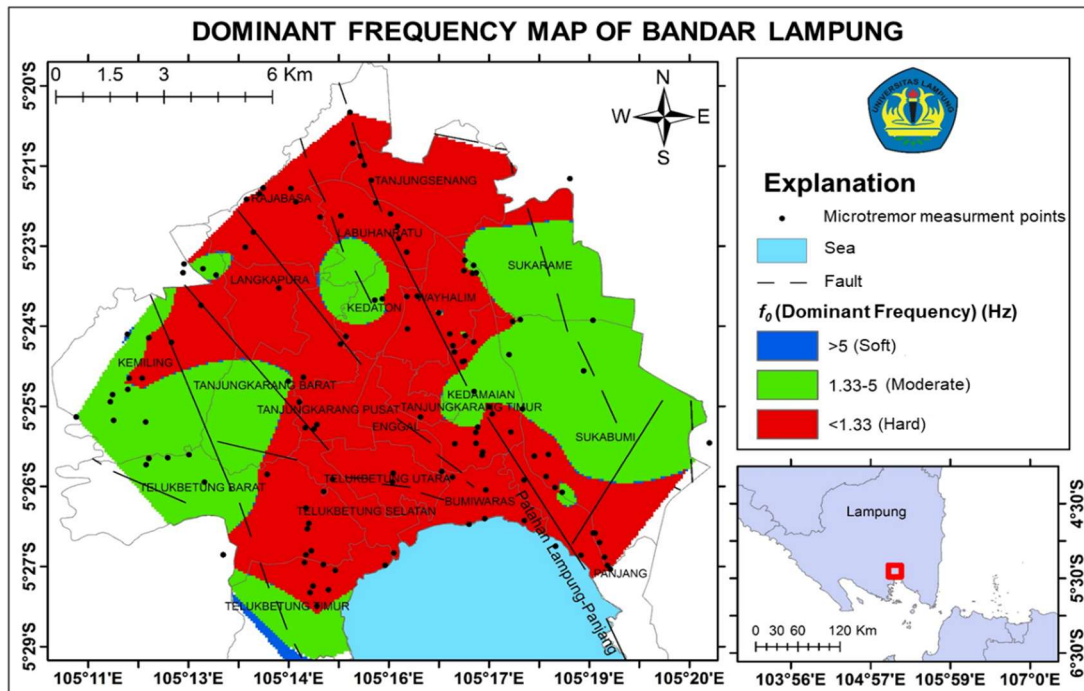 DOMINANT FREQUENCY MAP OF BANDAR LAMPUNG
0 1.5 3 6 Km
N
W E
S
5°20'S
5°21'S
5°23'S
5°24'S
5°25'S
5°26'S
5°27'S
5°29'S
TANJUNGSENANG
RAJABASA
LABUHANRATU
SUKARAME
LANGKAPURA
WAYHALIM
KEDATON
KEMILING
TANJUNGKARANG BARAT
KEDAMAIAN
TANJUNGKARANG PUSAT
TANJUNGKARANG TIMUR
ENGGAL
SUKABUMI
TELUKBETUNG UTARA
TELUKBETUNG BARAT
BUMIWARAS
TELUKBETUNG SELATAN
Patahan Lampung-Panjang
PANJANG
TELUKBETUNG TIMUR
105°11'E 105°13'E 105°14'E 105°16'E 105°17'E 105°19'E 105°20'E
UNIVERSITAS LAMPUNG
Explanation
Microtremor measurment points
Sea
Fault
f0 (Dominant Frequency) (Hz)
>5 (Soft)
1.33-5 (Moderate)
<1.33 (Hard)
Lampung
0 30 60 120 Km
4°30'S
5°30'S
6°30'S
103°56'E 104°57'E 105°59'E 107°0'E